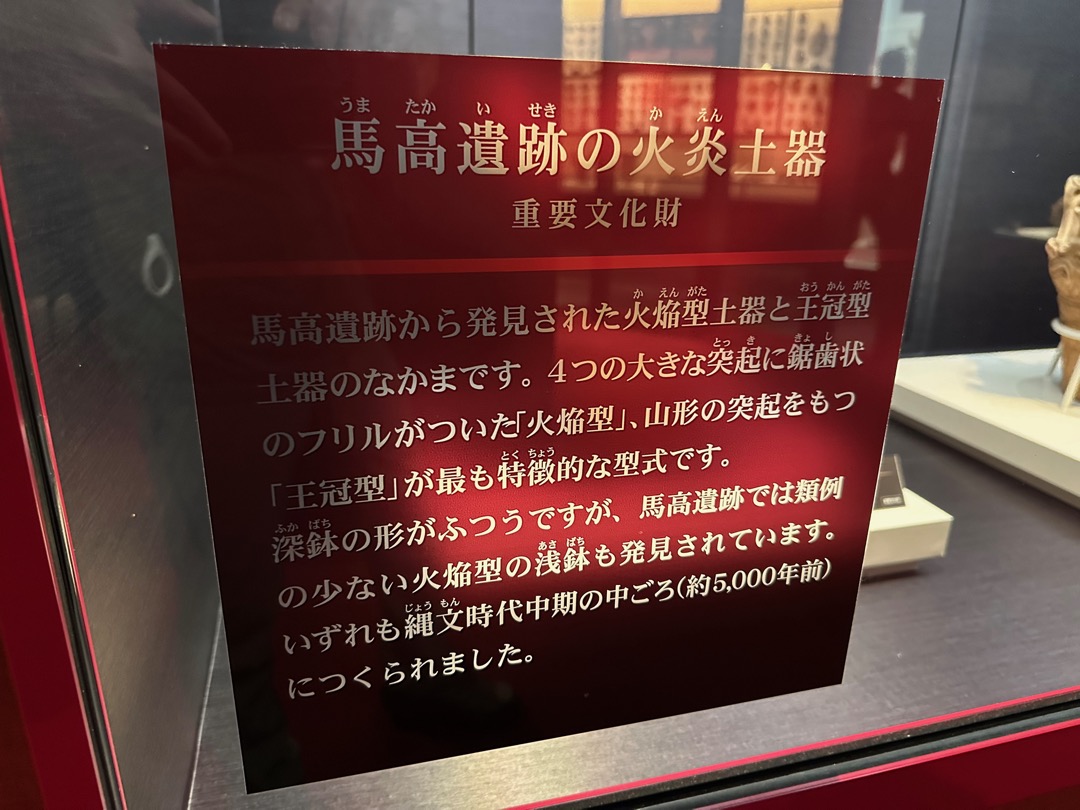 馬高遺跡の火炎土器
重要文化財
馬高遺跡から発見された火焔型土器と王冠型
土器のなかまです。4つの大きな突起に鋸歯状
のフリルがついた「火焔型」、山形の突起をもつ
「王冠型」が最も特徴的な型式です。
深鉢の形がふつうですが、馬高遺跡では類例
の少ない火焔型の浅鉢も発見されています。
いずれも縄文時代中期の中ごろ(約5,000年前)
につくられました。